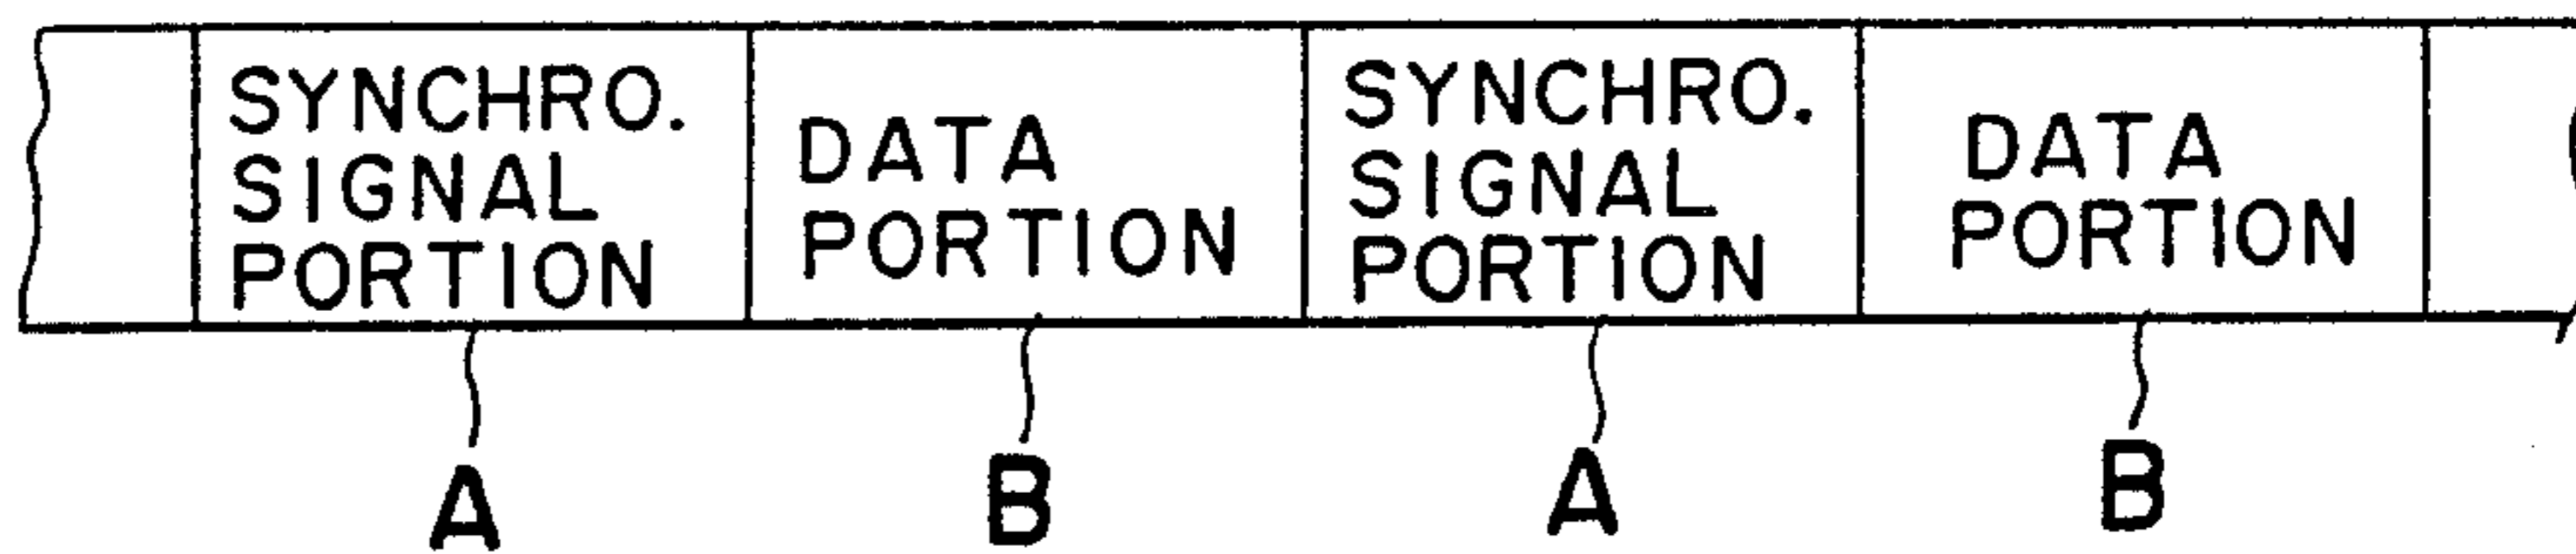 SYNCHRO.
SIGNAL
PORTION
DATA
PORTION
SYNCHRO.
SIGNAL
PORTION
DATA
PORTION
A
B
A
B